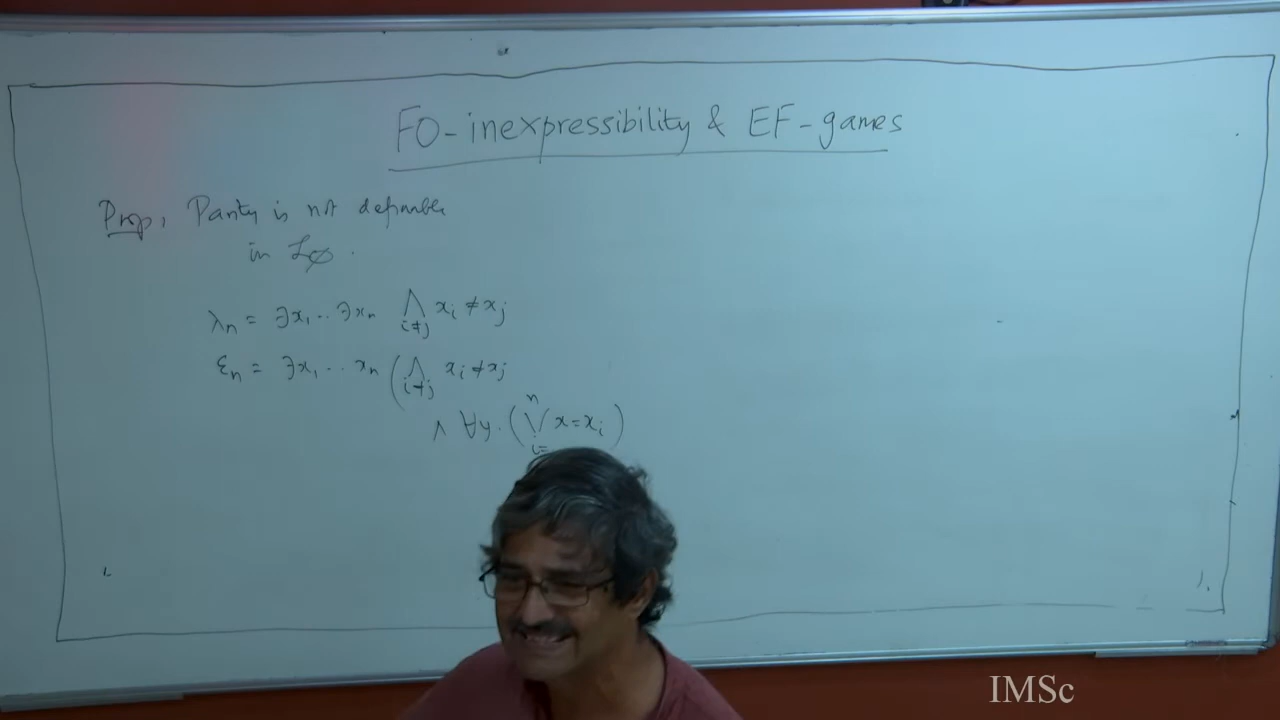 FO-inexpressibility & EF-games
Prop. Parity is not definable
in L∅.
λn = ∃x₁..∃xn ⋀i≠j xi ≠ xj
εn = ∃x₁..xn (⋀i≠j xi ≠ xj
∧ ∀y. (⋁i=ⁿ x = xi)
IMSc